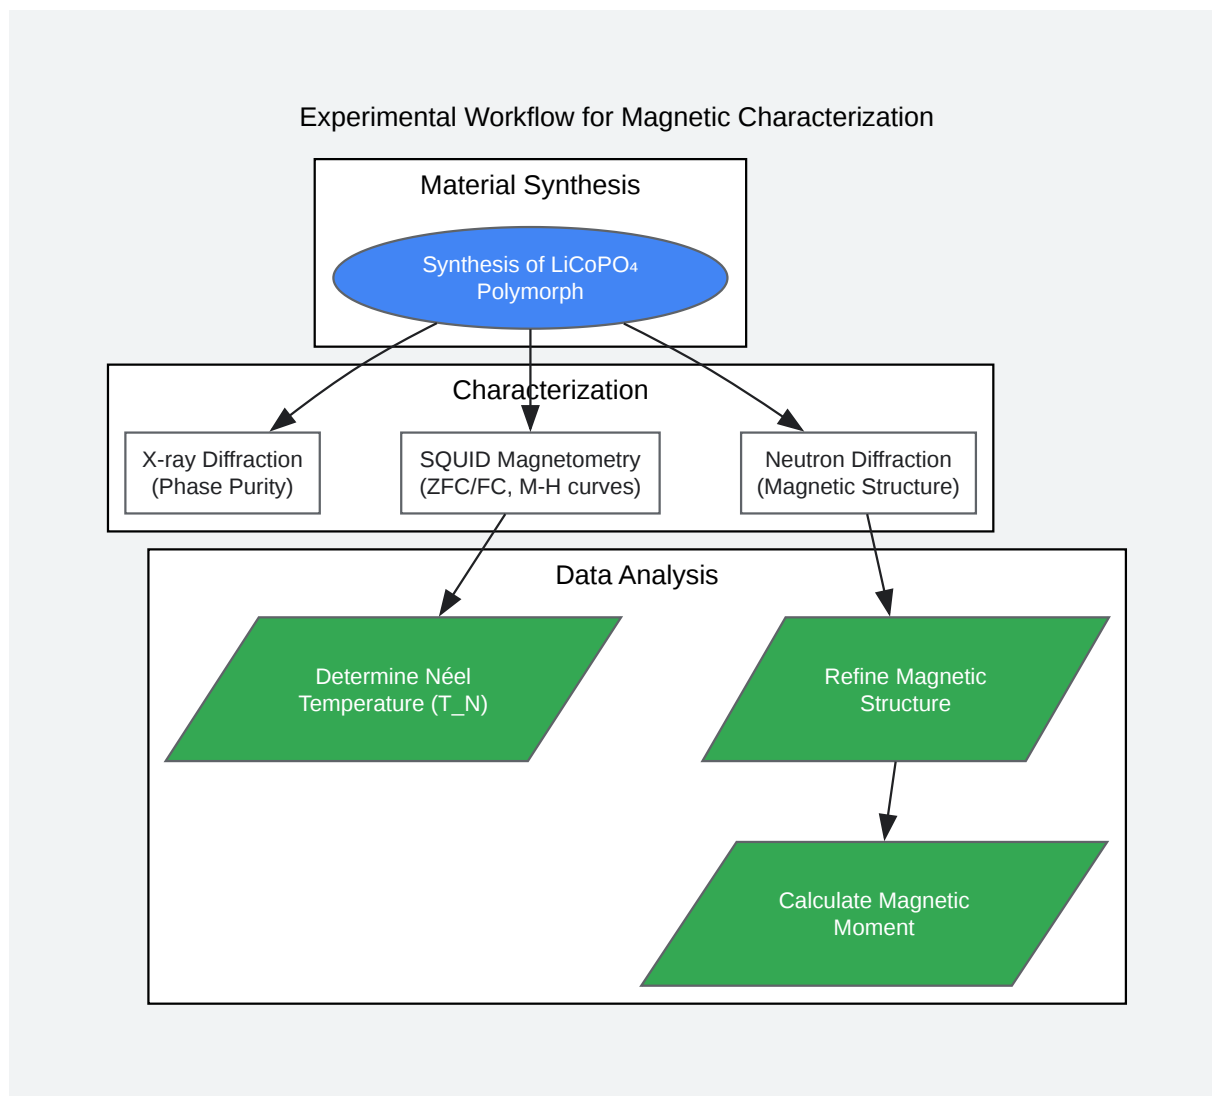 Experimental Workflow for Magnetic Characterization
Material Synthesis
Synthesis of LiCoPO₄
Polymorph
Characterization
X-ray Diffraction
(Phase Purity)
SQUID Magnetometry
(ZFC/FC, M-H curves)
Neutron Diffraction
(Magnetic Structure)
Data Analysis
Determine Néel
Temperature (T_N)
Refine Magnetic
Structure
Calculate Magnetic
Moment